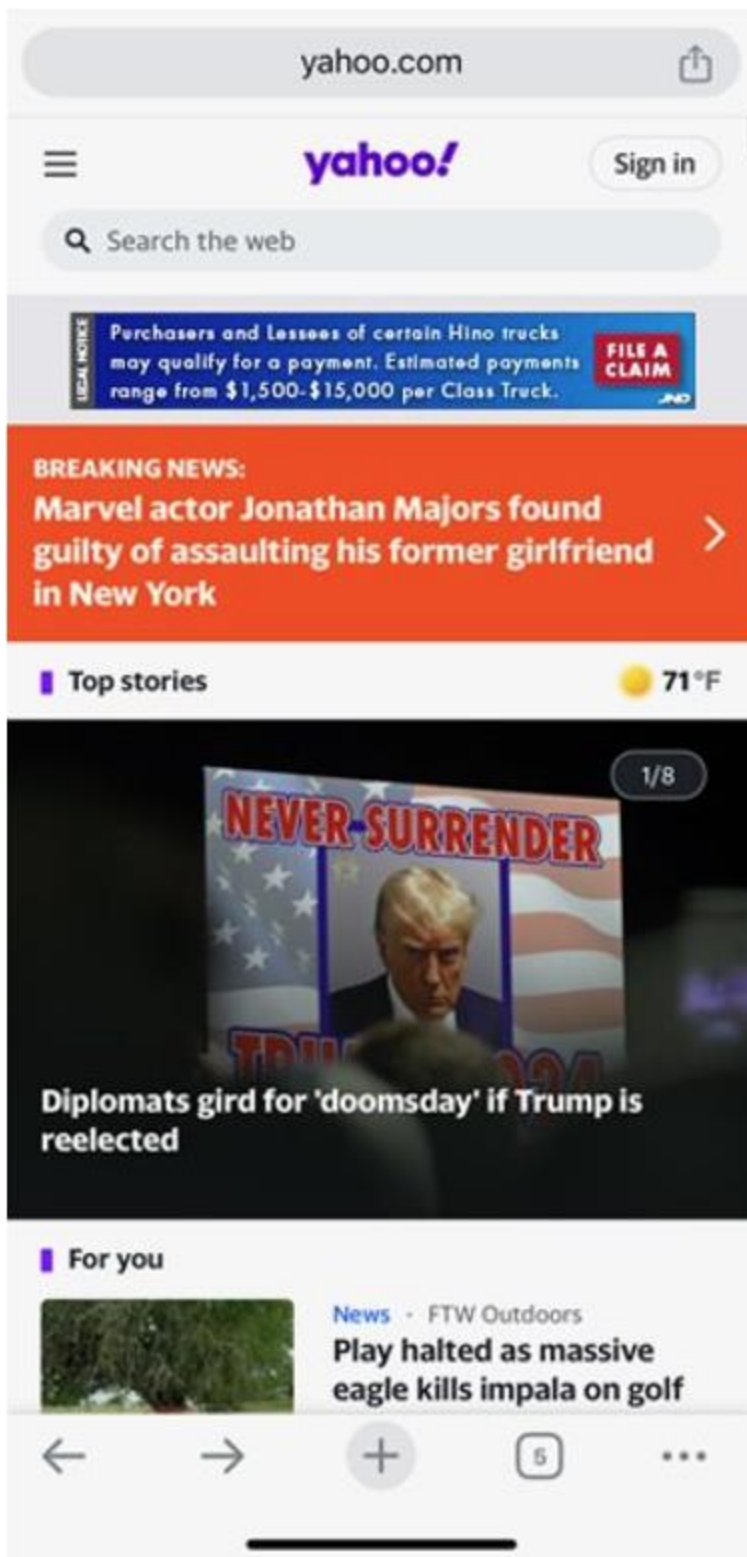 yahoo.com
yahoo!
Sign in
Search the web
LEGAL NOTICE
Purchasers and Lessees of certain Hino trucks
may qualify for a payment. Estimated payments
range from $1,500-$15,000 per Class Truck.
FILE A
CLAIM
JND
BREAKING NEWS:
Marvel actor Jonathan Majors found
guilty of assaulting his former girlfriend
in New York
Top stories
71°F
1/8
NEVER-SURRENDER
Diplomats gird for 'doomsday' if Trump is
reelected
For you
News · FTW Outdoors
Play halted as massive
eagle kills impala on golf
5